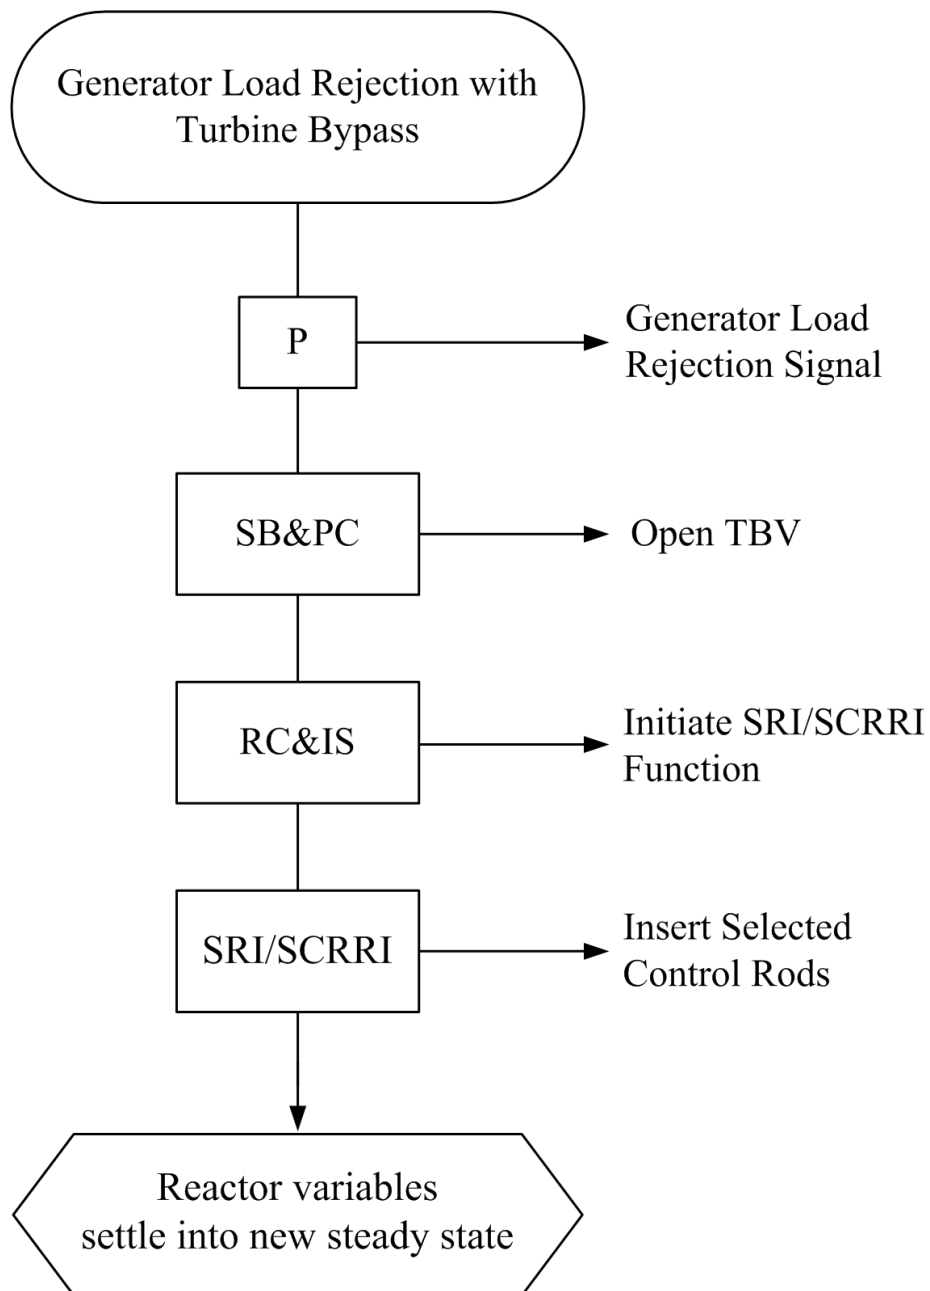 Generator Load Rejection with
Turbine Bypass
P
Generator Load
Rejection Signal
SB&PC
Open TBV
RC&IS
Initiate SRI/SCRRI
Function
SRI/SCRRI
Insert Selected
Control Rods
Reactor variables
settle into new steady state